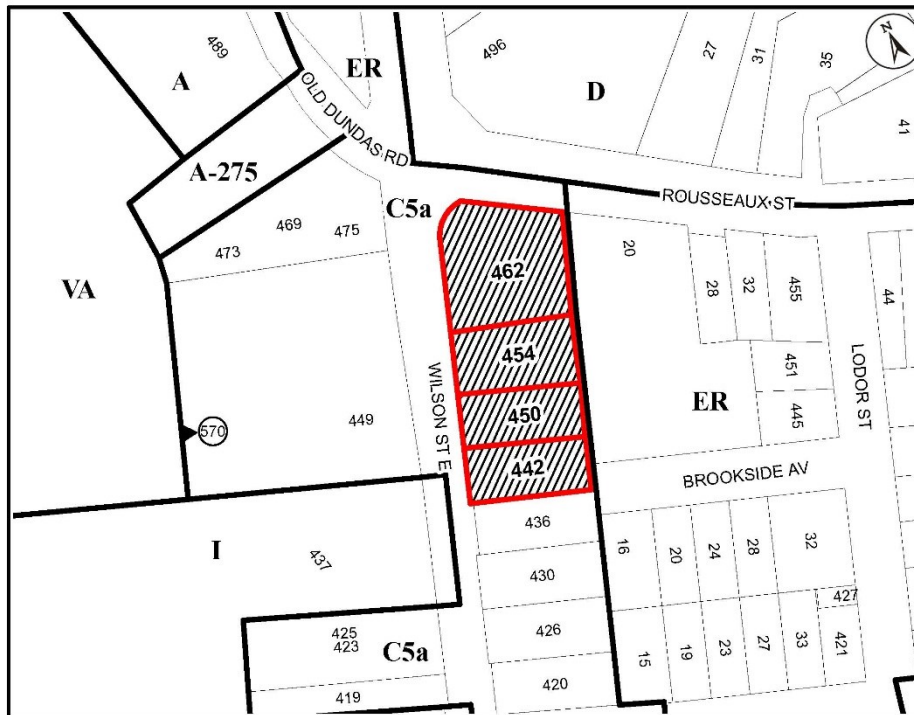 489
A
ER
496
D
27
31
35
N
41
OLD DUNDAS RD
A-275
C5a
ROUSSEAUX ST
473
469
475
462
20
28
32
455
44
VA
454
451
450
445
LODOR ST
WILSON ST E
ER
449
570
442
BROOKSIDE AV
436
I
437
430
16
20
24
28
32
427
425
423
C5a
426
15
19
23
27
33
421
419
420